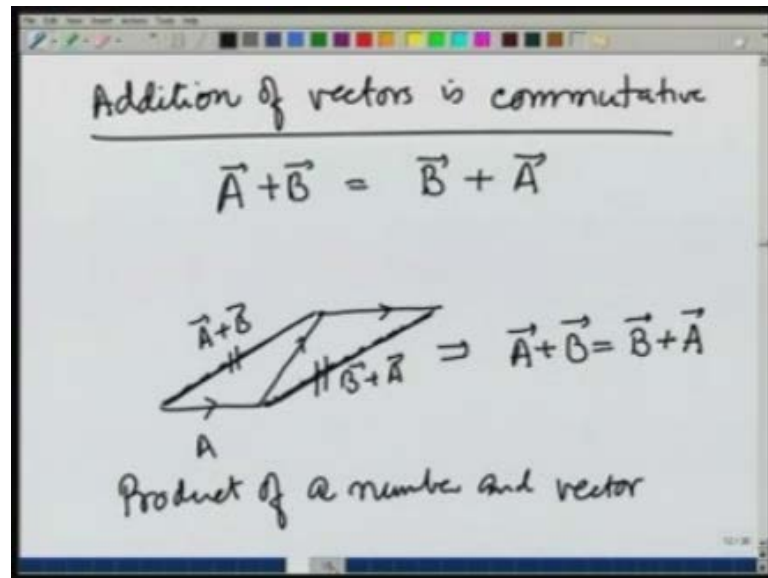 Addition of vectors is commutative
A⃗ + B⃗ = B⃗ + A⃗
A⃗+B⃗
B⃗+A⃗
⇒ A⃗+B⃗ = B⃗+A⃗
A
Product of a number and vector